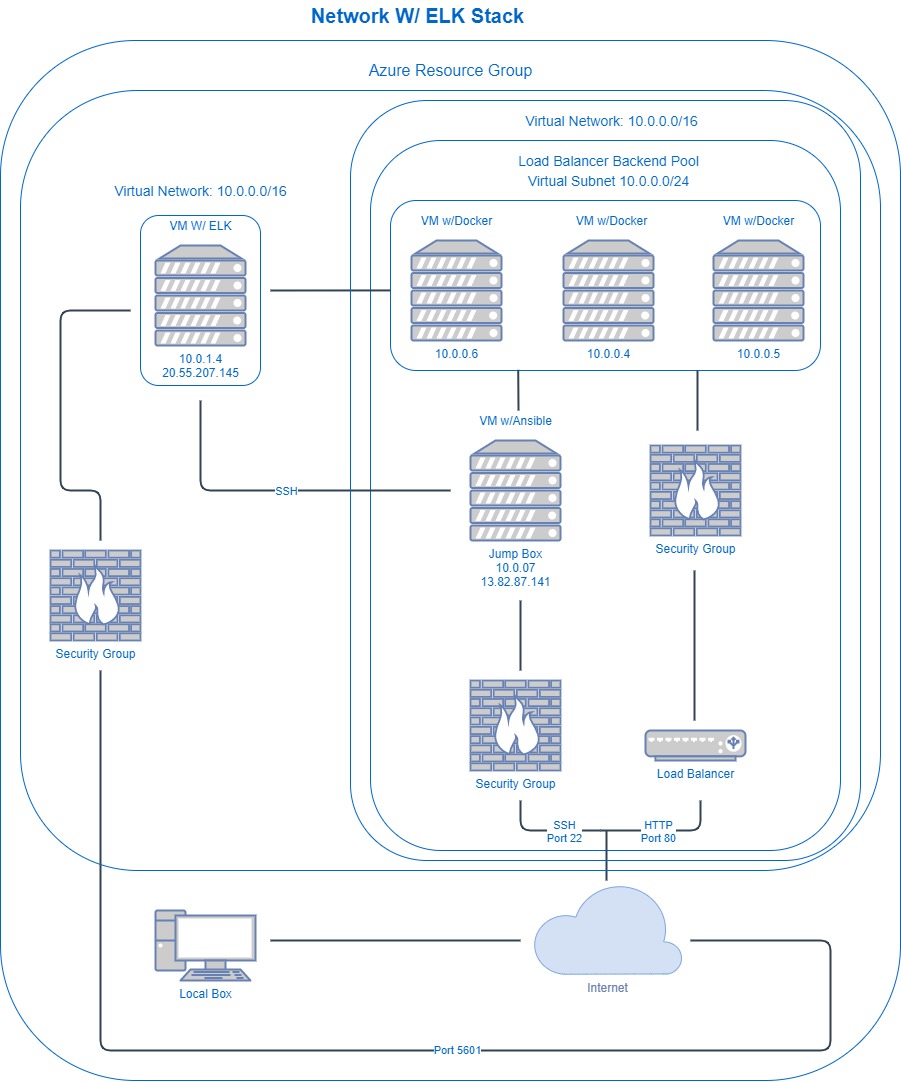 Network W/ ELK Stack
Azure Resource Group
Virtual Network: 10.0.0.0/16
Load Balancer Backend Pool
Virtual Subnet 10.0.0.0/24
Virtual Network: 10.0.0.0/16
VM W/ ELK
10.0.1.4
20.55.207.145
VM w/Docker
VM w/Docker
VM w/Docker
10.0.0.6
10.0.0.4
10.0.0.5
VM w/Ansible
Jump Box
10.0.07
13.82.87.141
SSH
Security Group
Security Group
Security Group
Load Balancer
SSH
Port 22
HTTP
Port 80
Local Box
Internet
Port 5601